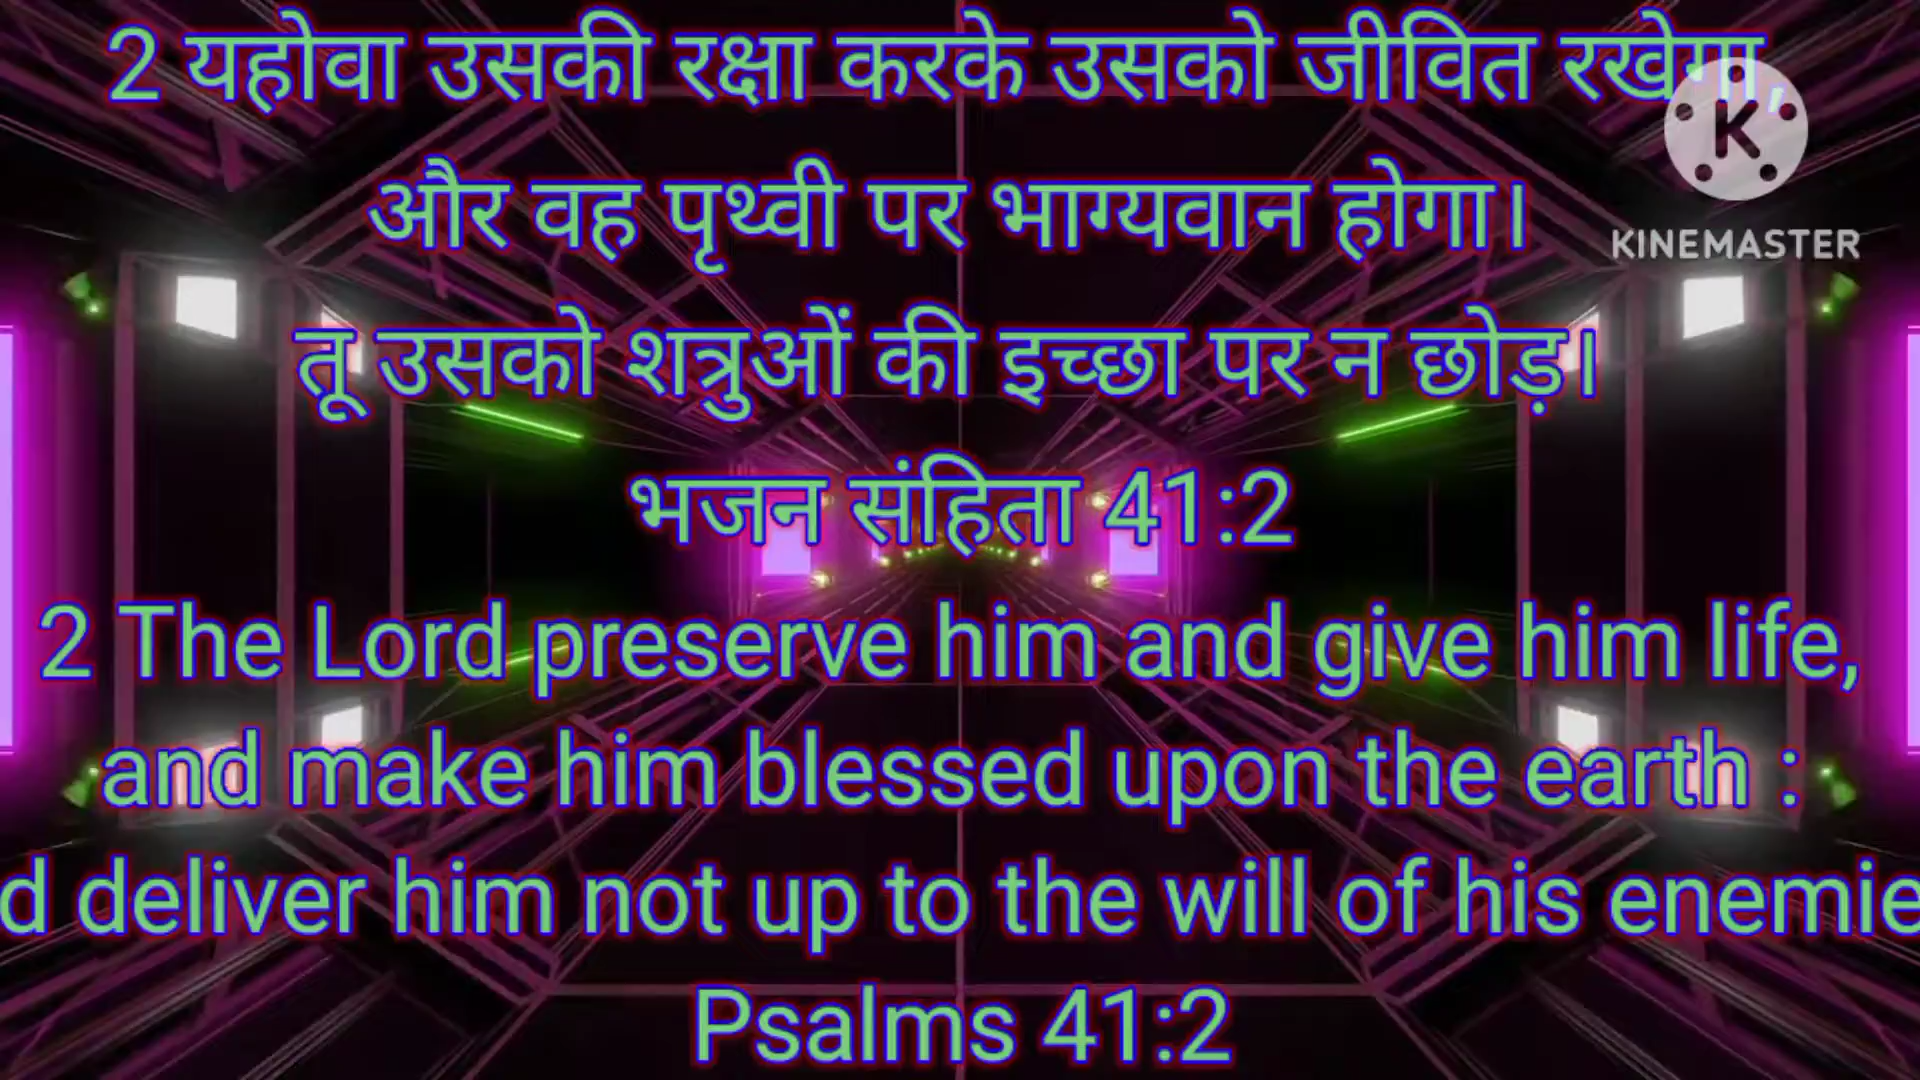 2 यहोवा उसकी रक्षा करके उसको जीवित रखेगा,
और वह पृथ्वी पर भाग्यवान होगा।
KINEMASTER
तू उसको शत्रुओं की इच्छा पर न छोड़।
भजन संहिता 41:2
2 The Lord preserve him and give him life,
and make him blessed upon the earth :
d deliver him not up to the will of his enemie
Psalms 41:2